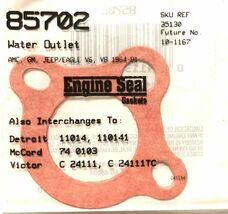 85702
SKU REF
35130
Future No.
10-1167
Water Outlet
AMC, GM, JEEP/EAGLE V6, V8 1964-91
Engine Seal
Gaskets
Also Interchanges To:
Detroit 11014, 110141
McCord 74 0103
Victor C 24111, C 24111TC